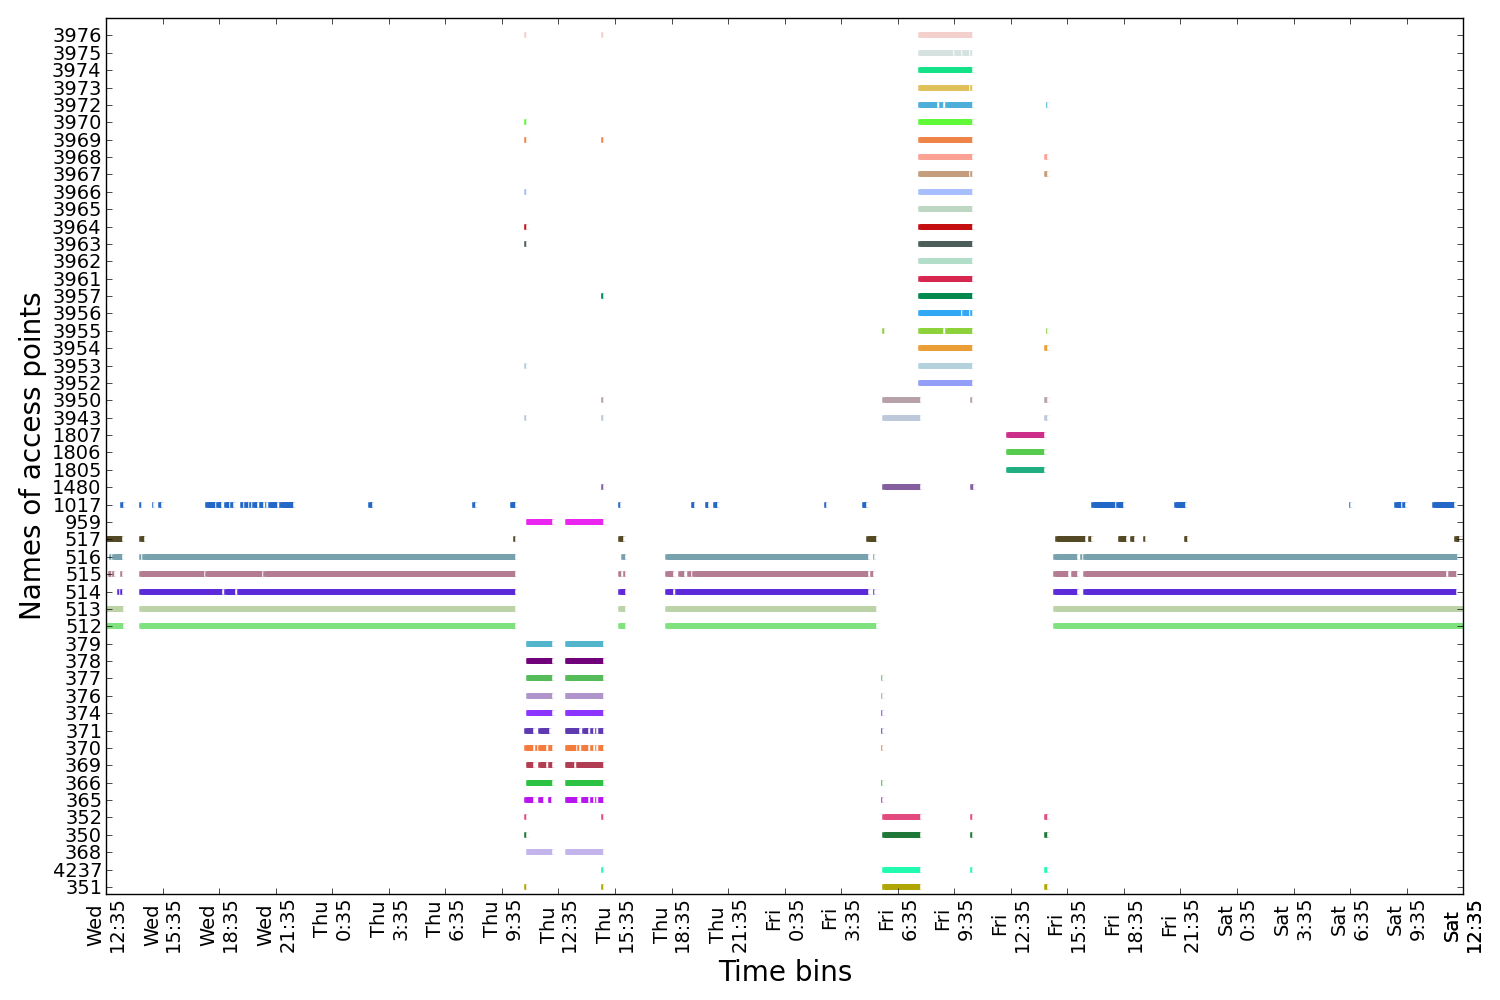 3976
3975
3974
3973
3972
3970
3969
3968
3967
3966
3965
3964
3963
3962
3961
3957
3956
3955
3954
3953
3952
3950
3943
1807
1806
1805
1480
1017
959
517
516
515
514
513
512
379
378
377
376
374
371
370
369
366
365
352
350
368
4237
351
Names of access points
Wed
12:35
Wed
15:35
Wed
18:35
Wed
21:35
Thu
0:35
Thu
3:35
Thu
6:35
Thu
9:35
Thu
12:35
Thu
15:35
Thu
18:35
Thu
21:35
Fri
0:35
Fri
3:35
Fri
6:35
Fri
9:35
Fri
12:35
Fri
15:35
Fri
18:35
Fri
21:35
Sat
0:35
Sat
3:35
Sat
6:35
Sat
9:35
Sat
12:35
Time bins